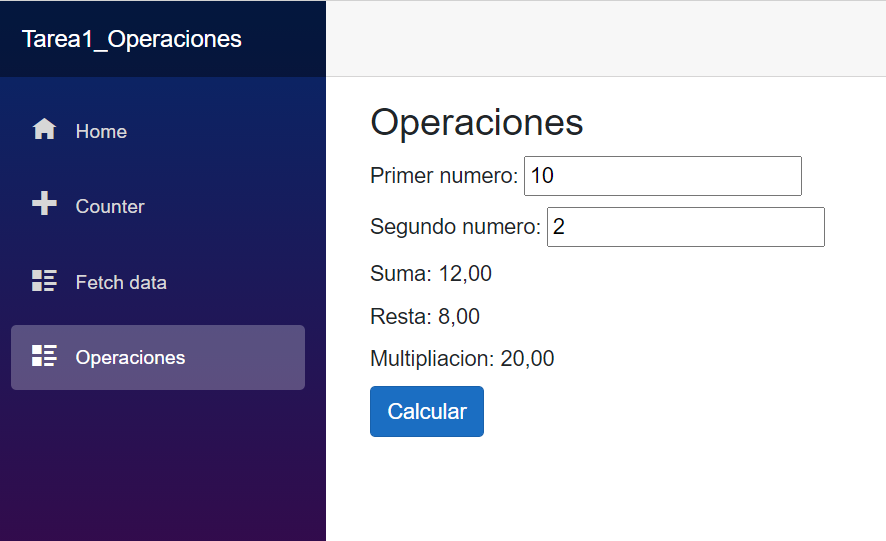 Tarea1_Operaciones
Home
Counter
Fetch data
Operaciones
Operaciones
Primer numero: 10
Segundo numero: 2
Suma: 12,00
Resta: 8,00
Multipliacion: 20,00
Calcular